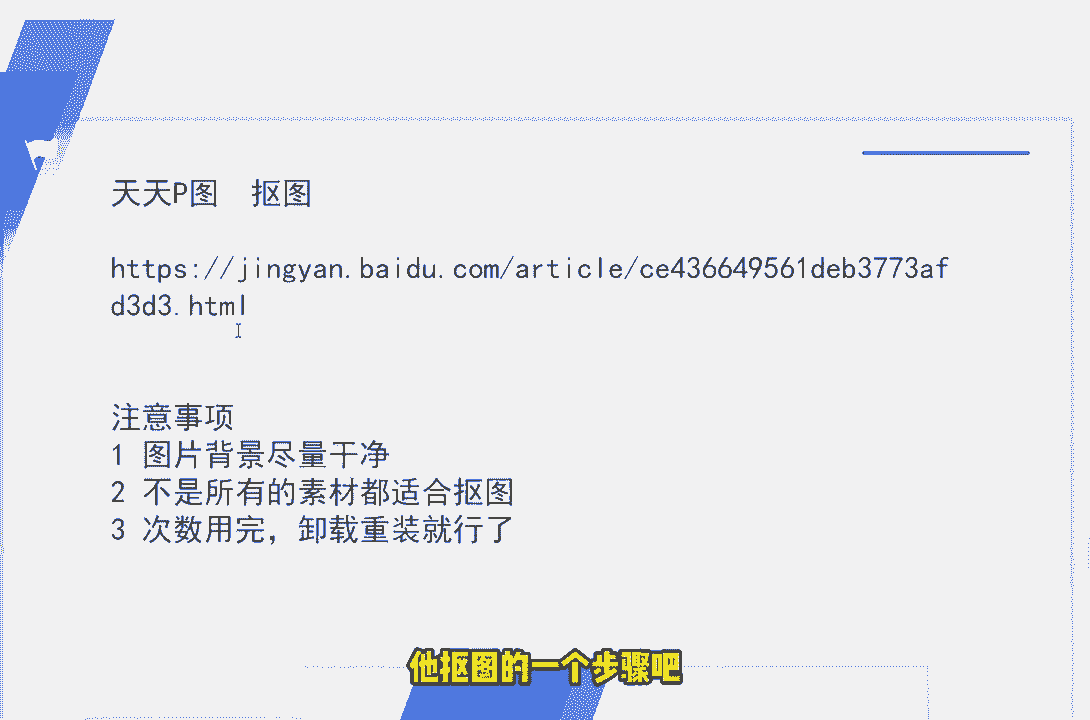 天天P图  抠图
https://jingyan.baidu.com/article/ce436649561deb3773af
d3d3.html
注意事项
1 图片背景尽量干净
2 不是所有的素材都适合抠图
3 次数用完，卸载重装就行了
他抠图的一个步骤吧